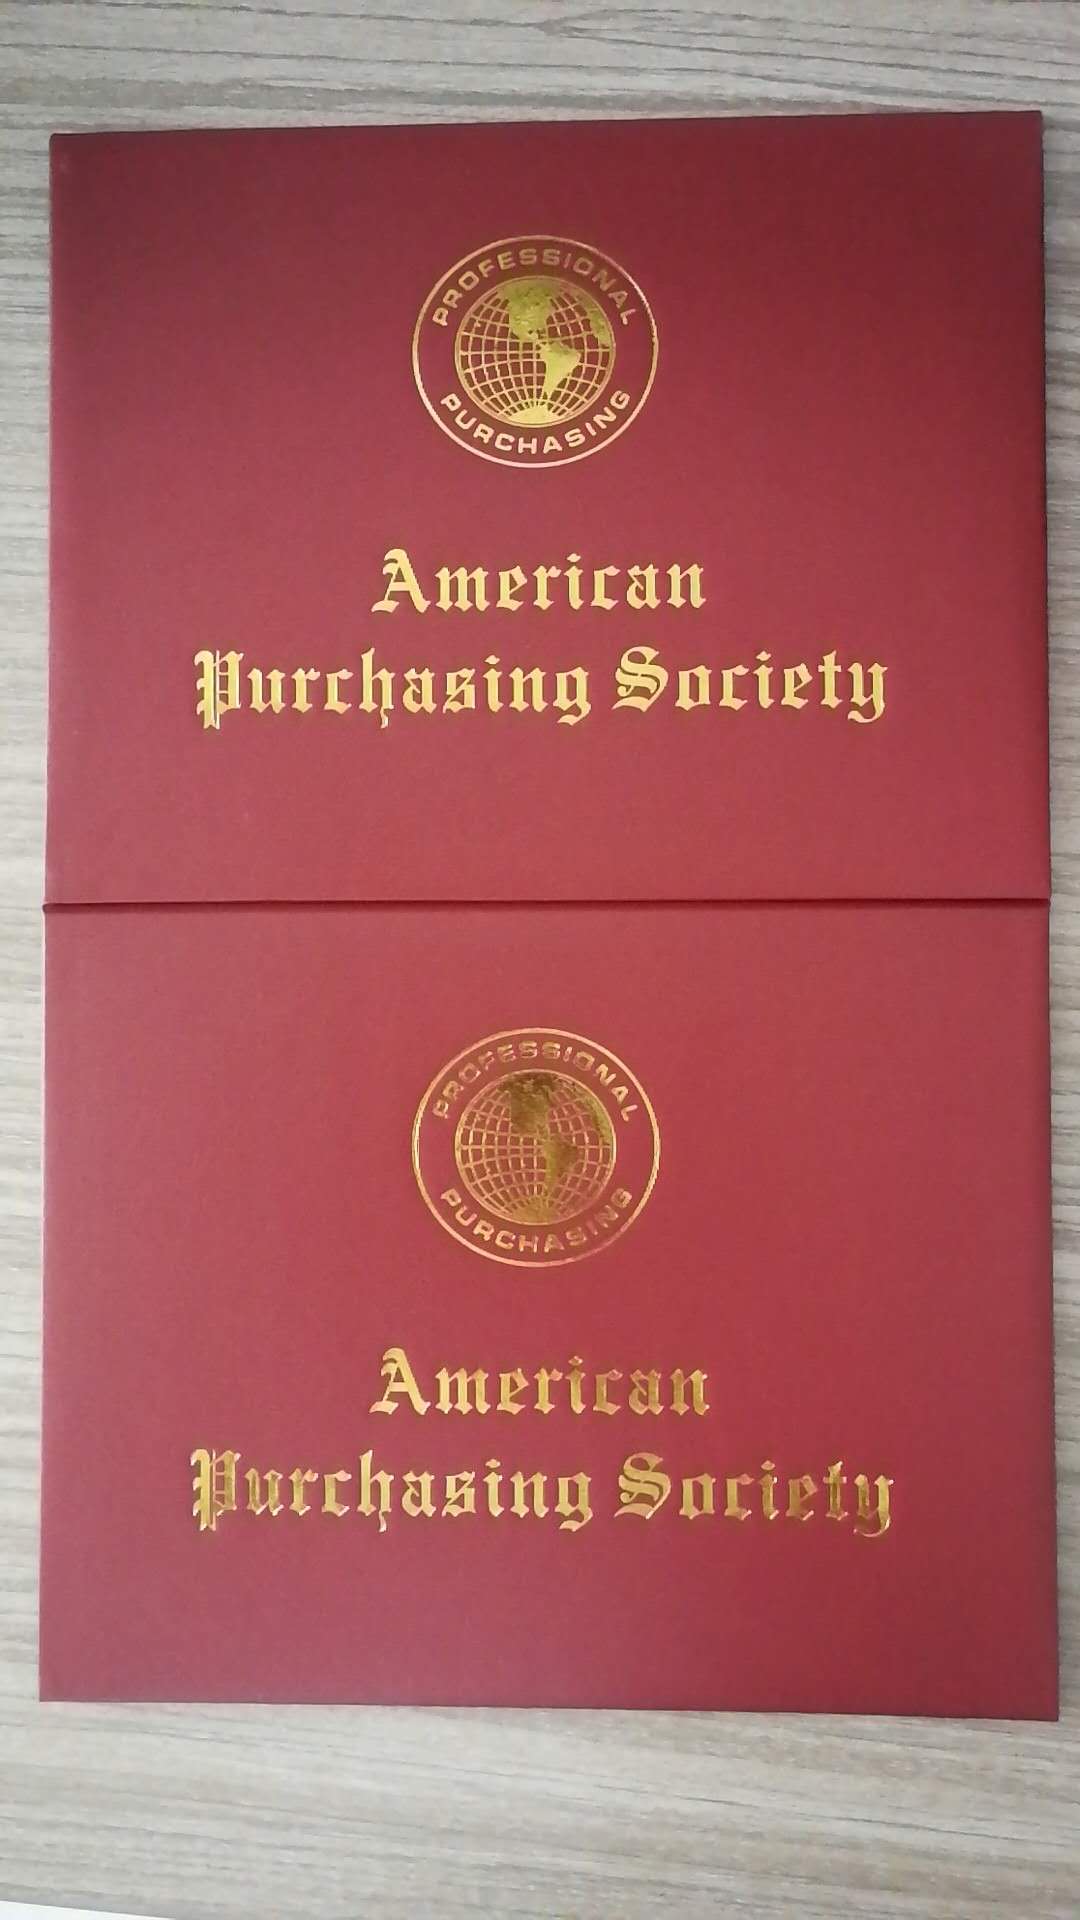 PROFESSIONAL
PURCHASING
American
Purchasing Society
PROFESSIONAL
PURCHASING
American
Purchasing Society